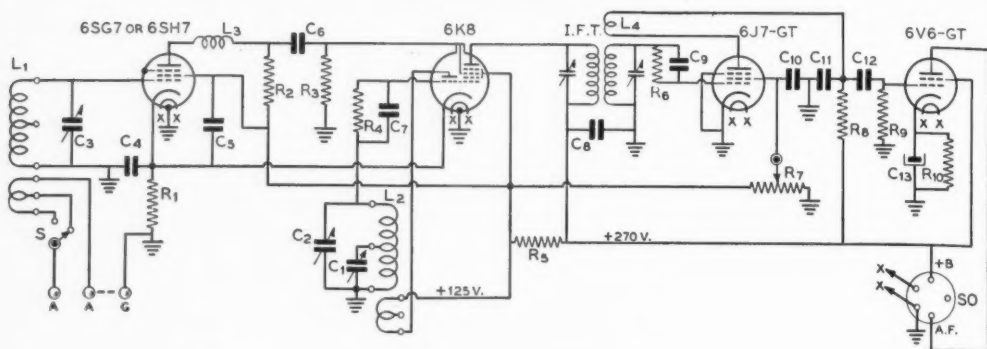 6SG7 OR 6SH7
6K8
I.F.T.
6J7-GT
6V6-GT
L1
L3
C6
L4
C9
C10
C11
C12
R2
R3
R4
C7
R6
C3
C4
C5
C8
R8
R9
R1
L2
R7
C13
R10
S
C2
C1
R5
+270 V.
+125 V.
+B
SO
A.F.
A
A
G
X
X
X
X
X
X
X
X
X
X